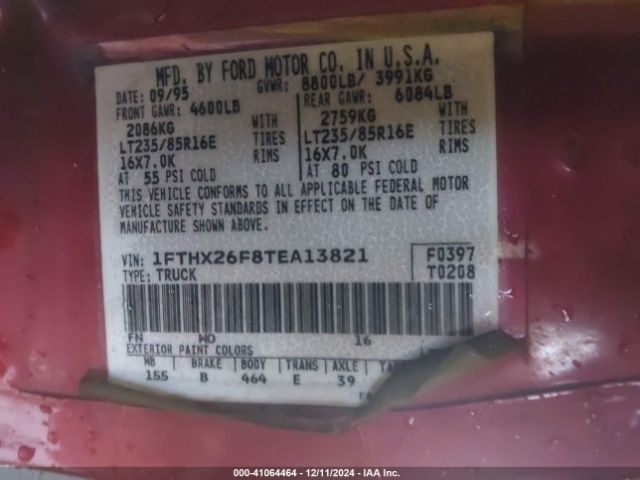 MFD. BY FORD MOTOR CO. IN U.S.A.
DATE: 09/95 GVWR: 8800LB/ 3991KG
FRONT GAWR: 4600LB REAR GAWR: 6084LB
2086KG WITH 2759KG WITH
LT235/85R16E TIRES LT235/85R16E TIRES
16X7.0K RIMS 16X7.0K RIMS
AT 55 PSI COLD AT 80 PSI COLD
THIS VEHICLE CONFORMS TO ALL APPLICABLE FEDERAL MOTOR
VEHICLE SAFETY STANDARDS IN EFFECT ON THE DATE OF
MANUFACTURE SHOWN ABOVE.
VIN: 1FTHX26F8TEA13821 F0397
TYPE: TRUCK T0208
FN WO 16
EXTERIOR PAINT COLORS
WB BRAKE BODY TRANS AXLE
155 B 464 E 39
000-41064464 - 12/11/2024 - IAA Inc.